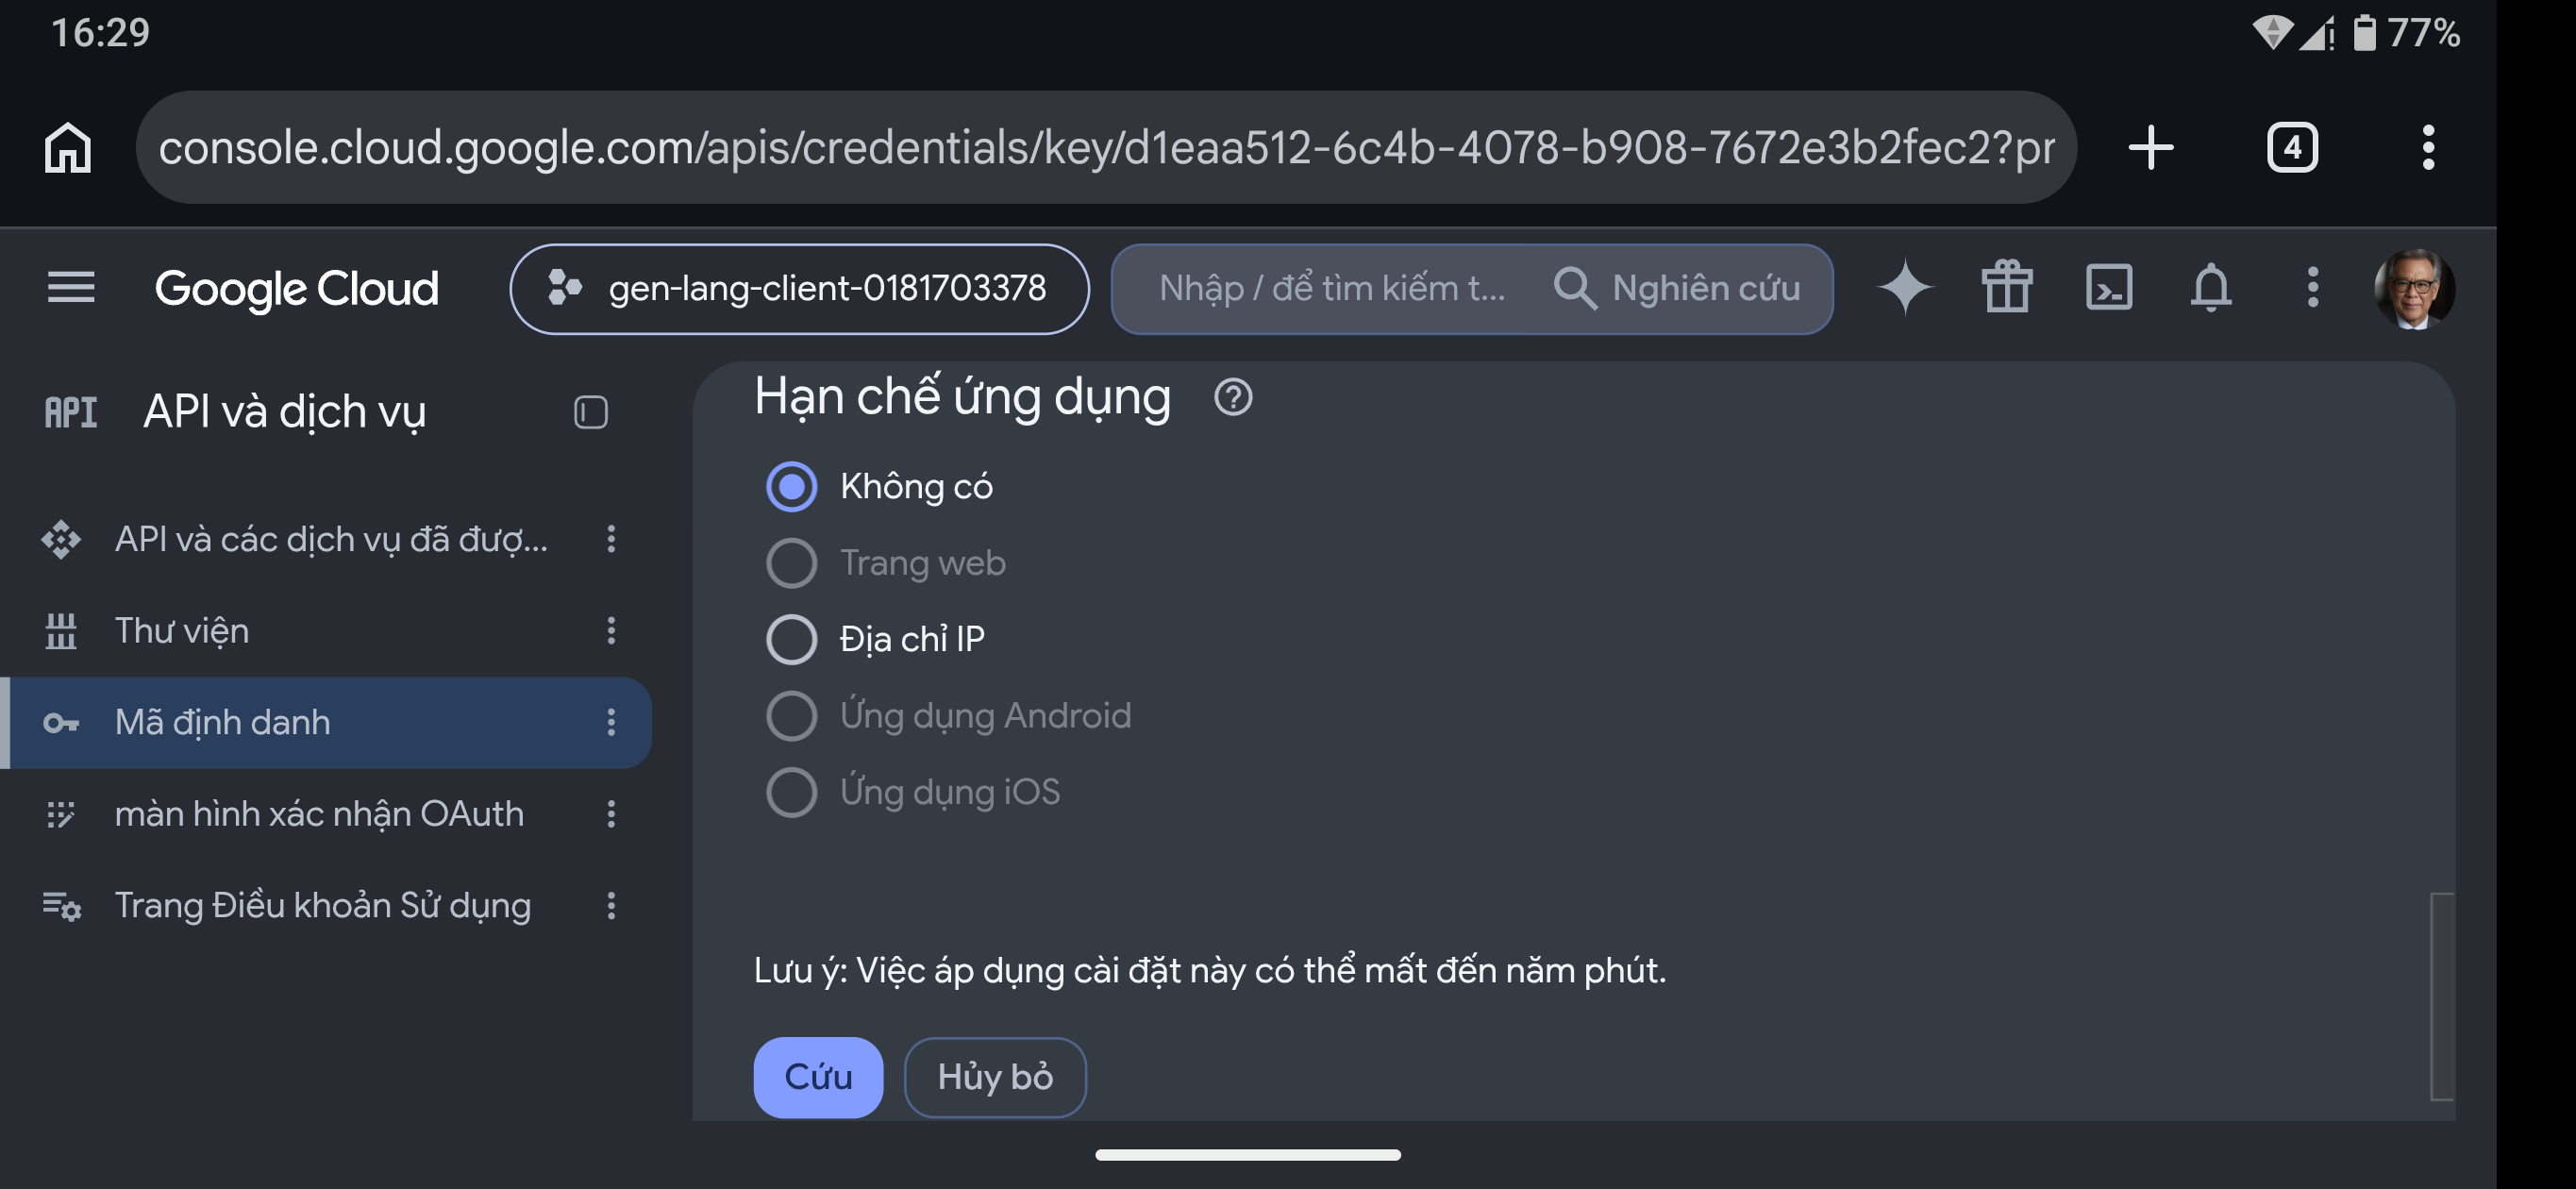 16:29
77%
console.cloud.google.com/apis/credentials/key/d1eaa512-6c4b-4078-b908-7672e3b2fec2?pr
4
Google Cloud
gen-lang-client-0181703378
Nhập / để tìm kiếm t...
Nghiên cứu
API
API và dịch vụ
API và các dịch vụ đã đượ...
Thư viện
Mã định danh
màn hình xác nhận OAuth
Trang Điều khoản Sử dụng
Hạn chế ứng dụng
Không có
Trang web
Địa chỉ IP
Ứng dụng Android
Ứng dụng iOS
Lưu ý: Việc áp dụng cài đặt này có thể mất đến năm phút.
Cứu
Hủy bỏ